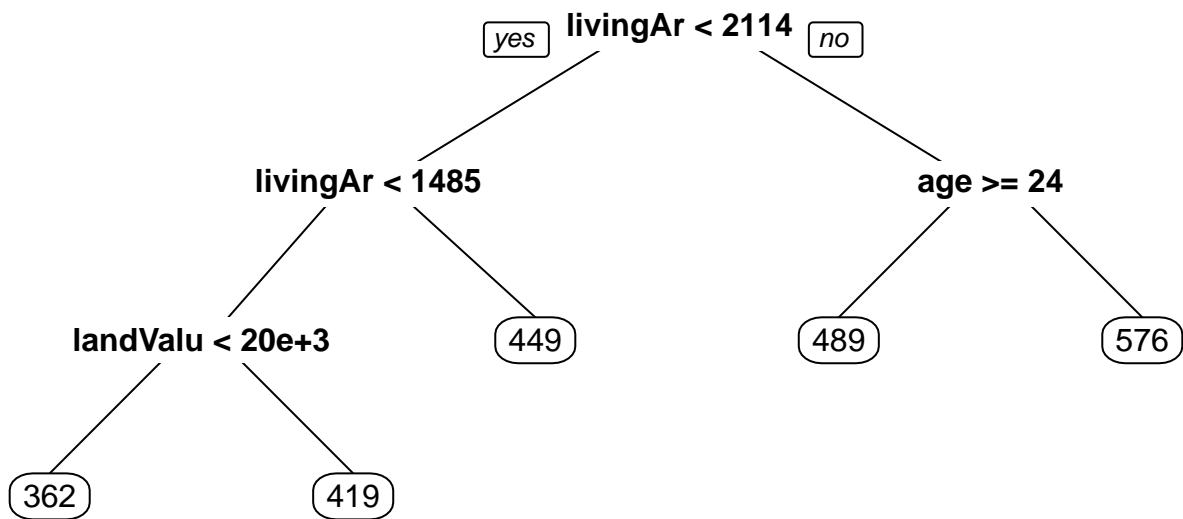 yes livingAr < 2114 no
livingAr < 1485 age >= 24
landValu < 20e+3 449 489 576
362 419